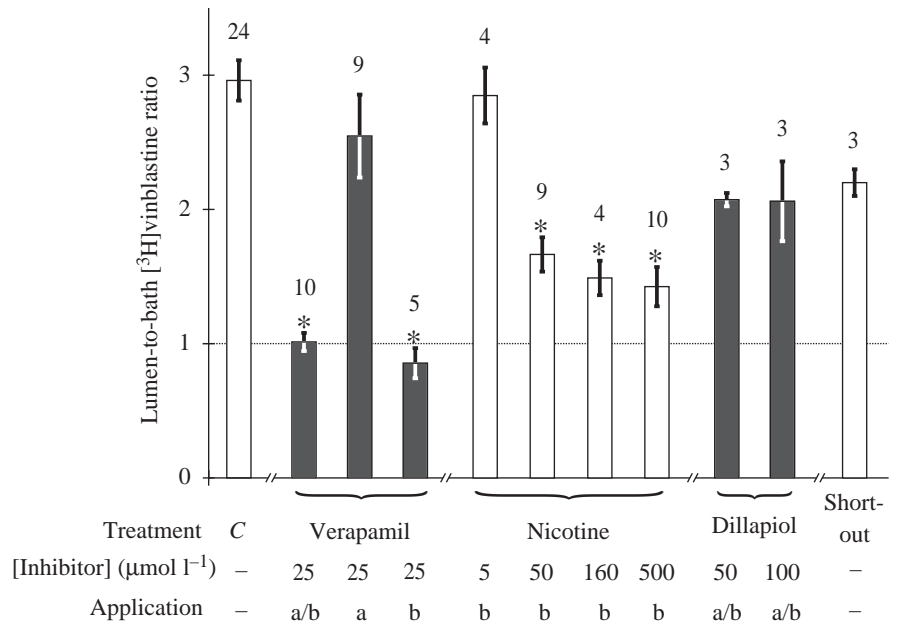 24
4
9
3
3
3
9
4
10
10
5
* * * * *
Lumen-to-bath [³H]vinblastine ratio
3
2
1
0
Treatment C Verapamil Nicotine Dillapiol Short-
out
[Inhibitor] (μmol l⁻¹) – 25 25 25 5 50 160 500 50 100 –
Application – a/b a b b b b b a/b a/b –